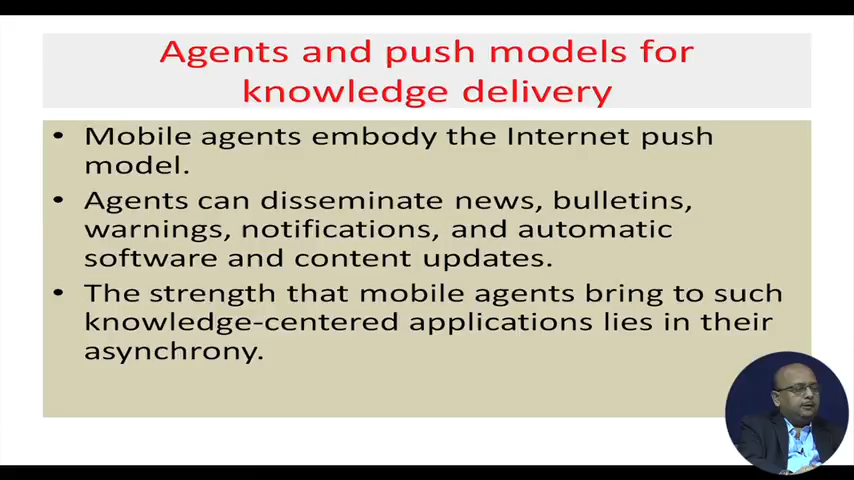 Agents and push models for
knowledge delivery
• Mobile agents embody the Internet push
model.
• Agents can disseminate news, bulletins,
warnings, notifications, and automatic
software and content updates.
• The strength that mobile agents bring to such
knowledge-centered applications lies in their
asynchrony.